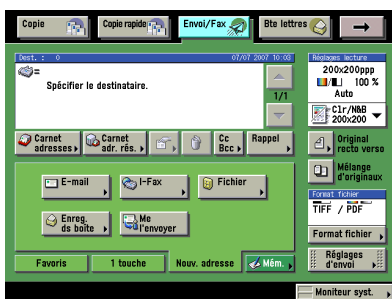 Copie
Copie rapide
Envoi/Fax
Bte lettres
Dest. : 0
07/07 2007 10:03
Spécifier le destinataire.
1/1
Carnet
adresses
Carnet
adr. rés.
Cc
Bcc
Rappel
E-mail
I-Fax
Fichier
Enreg.
ds boîte
Me
l'envoyer
Favoris
1 touche
Nouv. adresse
Mém.
Réglages lecture
200x200ppp
100 %
Auto
Clr/N&B
200x200
Original
recto verso
Mélange
d'originaux
Format fichier
TIFF / PDF
Format fichier
Réglages
d'envoi
Moniteur syst.